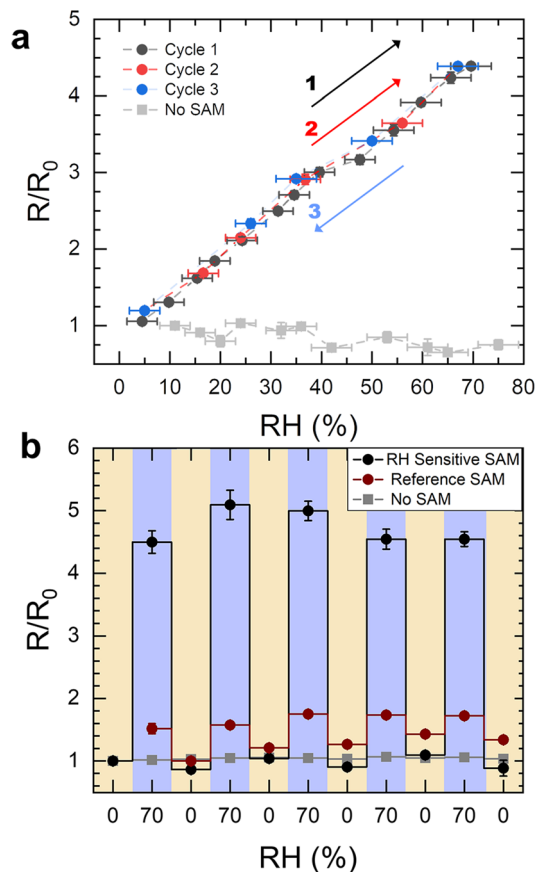 a
Cycle 1
Cycle 2
Cycle 3
No SAM
1
2
3
R/R0
5
4
3
2
1
0 10 20 30 40 50 60 70 80
RH (%)
b
RH Sensitive SAM
Reference SAM
No SAM
R/R0
6
5
4
3
2
1
0 70 0 70 0 70 0 70 0 70 0
RH (%)